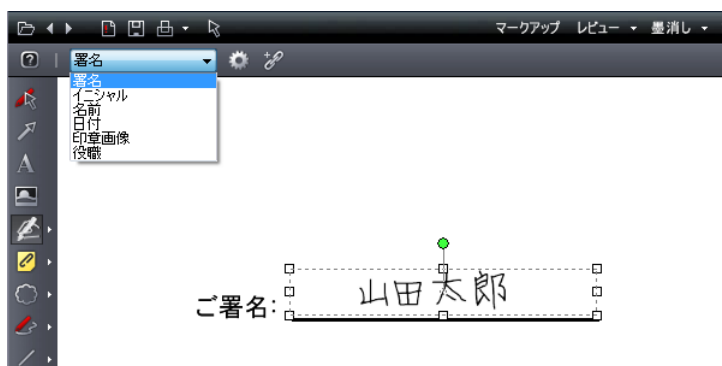 マークアップ レビュー 墨消し
署名
署名
イニシャル
名前
日付
印章画像
役職
A
ご署名: 山田太郎